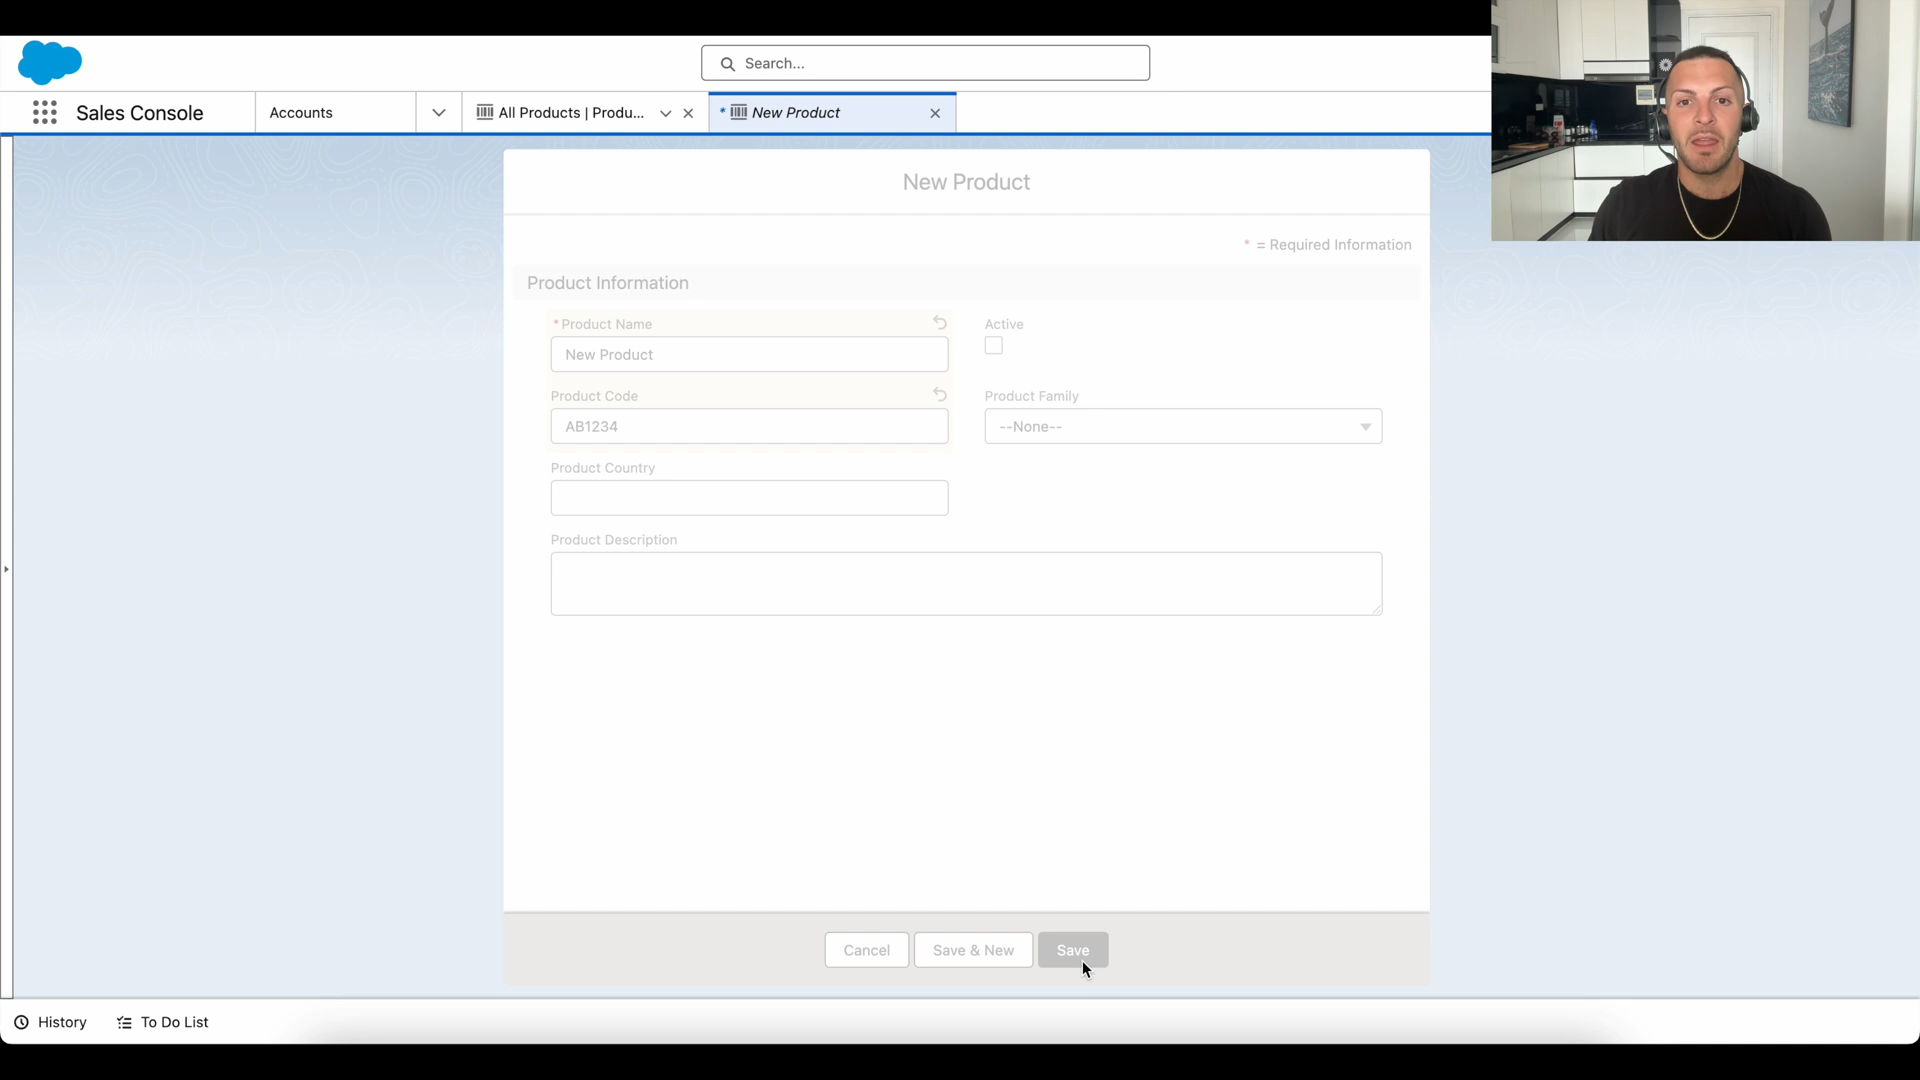 Search...
Sales Console
Accounts
All Products | Produ...
* New Product
New Product
* = Required Information
Product Information
* Product Name
Active
New Product
Product Code
Product Family
AB1234
--None--
Product Country
Product Description
Cancel
Save & New
Save
History
To Do List